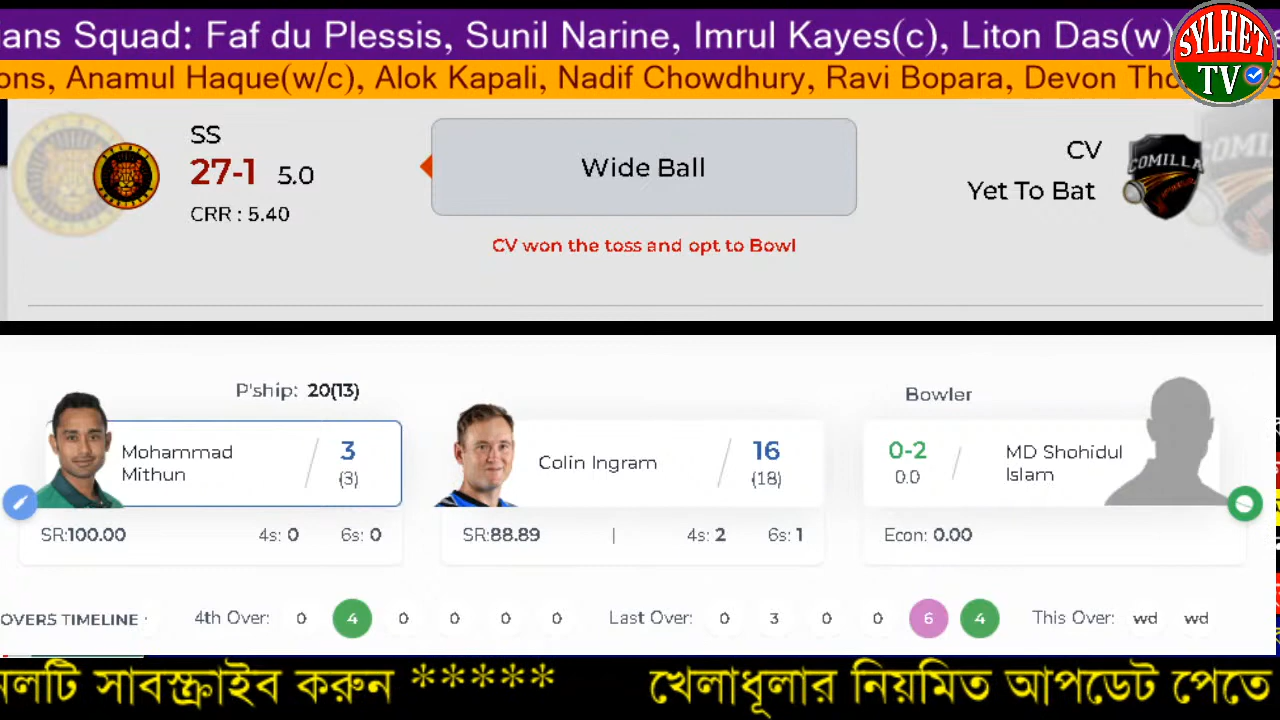 ians Squad: Faf du Plessis, Sunil Narine, Imrul Kayes(c), Liton Das(w)
ons, Anamul Haque(w/c), Alok Kapali, Nadif Chowdhury, Ravi Bopara, Devon Tho
SYLHET
TV
SS
27-1 5.0
CRR : 5.40
Wide Ball
CV won the toss and opt to Bowl
CV
Yet To Bat
COMILLA
P'ship: 20(13)
Mohammad Mithun
3
(3)
SR:100.00 4s: 0 6s: 0
Colin Ingram
16
(18)
SR:88.89 | 4s: 2 6s: 1
Bowler
0-2
0.0
MD Shohidul Islam
Econ: 0.00
OVERS TIMELINE 4th Over: 0 4 0 0 0 0 Last Over: 0 3 0 0 6 4 This Over: wd wd
নলটি সাবস্ক্রাইব করুন ***** খেলাধূলার নিয়মিত আপডেট পেতে